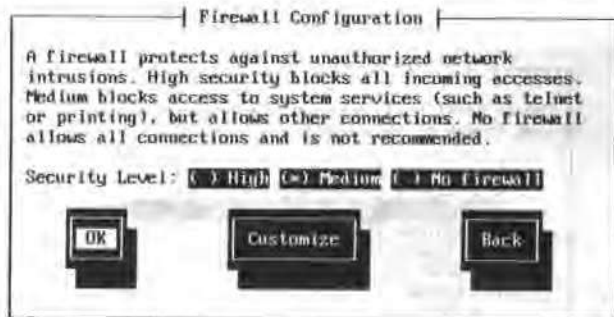 Firewall Configuration
A firewall protects against unauthorized network
intrusions. High security blocks all incoming accesses.
Medium blocks access to system services (such as telnet
or printing), but allows other connections. No firewall
allows all connections and is not recommended.
Security Level: ( ) High (*) Medium ( ) No firewall
OK Customize Back